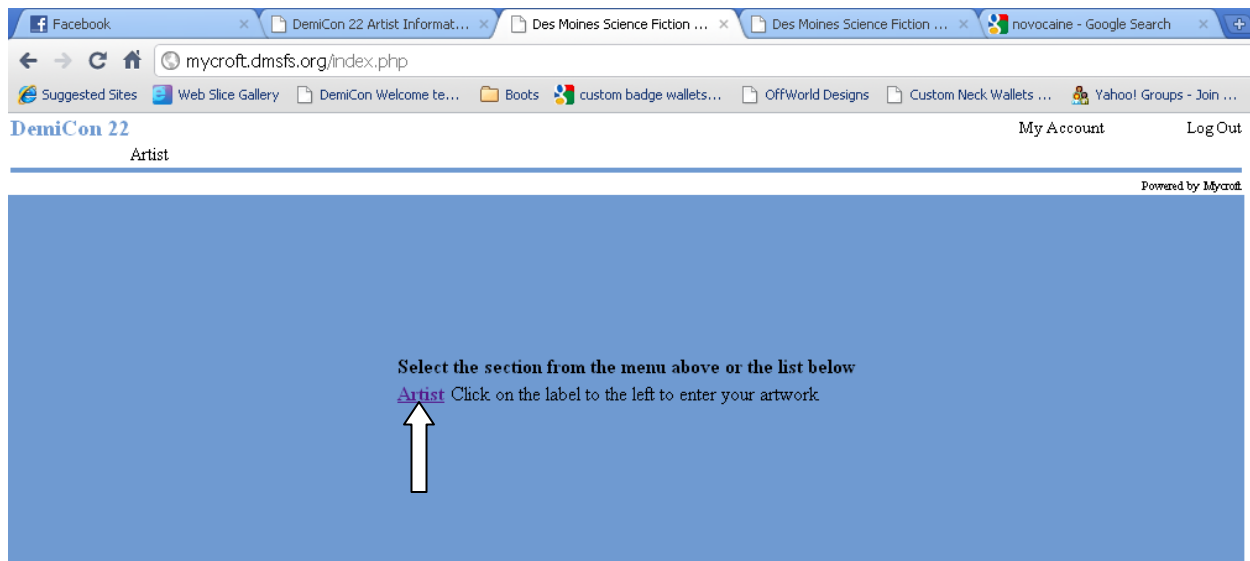 Facebook DemiCon 22 Artist Informat... Des Moines Science Fiction ... Des Moines Science Fiction ... novocaine - Google Search
mycroft.dmsfs.org/index.php
Suggested Sites Web Slice Gallery DemiCon Welcome te... Boots custom badge wallets... OffWorld Designs Custom Neck Wallets ... Yahoo! Groups - Join ...
DemiCon 22 My Account Log Out
Artist
Powered by Mycroft
Select the section from the menu above or the list below
Artist Click on the label to the left to enter your artwork